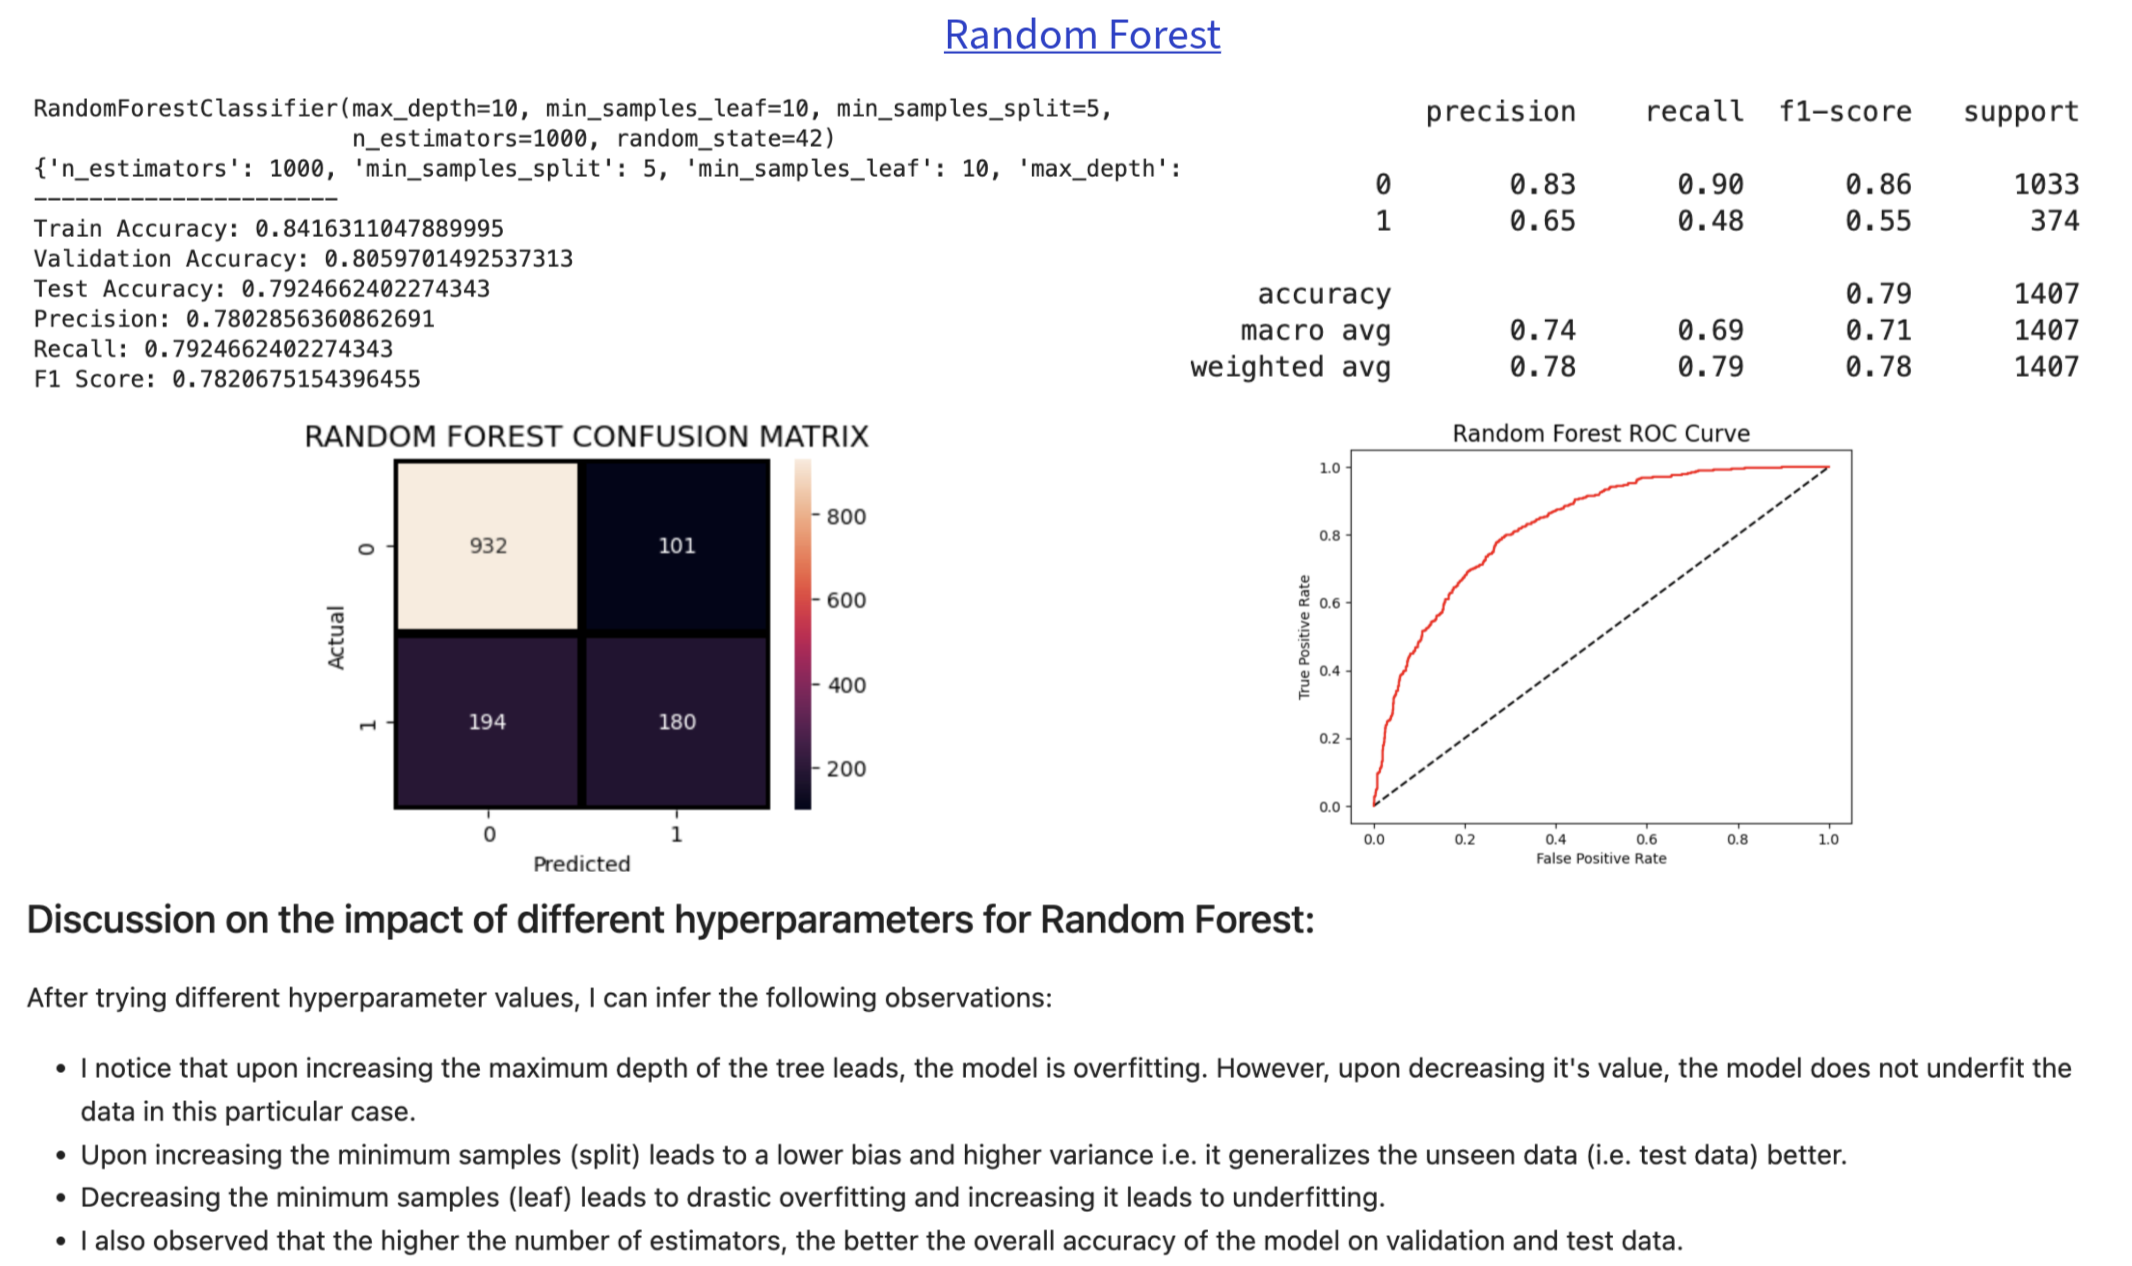 Random Forest
RandomForestClassifier(max_depth=10, min_samples_leaf=10, min_samples_split=5,
n_estimators=1000, random_state=42)
{'n_estimators': 1000, 'min_samples_split': 5, 'min_samples_leaf': 10, 'max_depth':
----------------------
Train Accuracy: 0.8416311047889995
Validation Accuracy: 0.8059701492537313
Test Accuracy: 0.7924662402274343
Precision: 0.7802856360862691
Recall: 0.7924662402274343
F1 Score: 0.7820675154396455
precision recall f1-score support
0 0.83 0.90 0.86 1033
1 0.65 0.48 0.55 374
accuracy 0.79 1407
macro avg 0.74 0.69 0.71 1407
weighted avg 0.78 0.79 0.78 1407
RANDOM FOREST CONFUSION MATRIX
932 101
194 180
0
1
Actual
0 1
Predicted
800
600
400
200
Random Forest ROC Curve
1.0
0.8
0.6
0.4
0.2
0.0
True Positive Rate
0.0 0.2 0.4 0.6 0.8 1.0
False Positive Rate
Discussion on the impact of different hyperparameters for Random Forest:
After trying different hyperparameter values, I can infer the following observations:
• I notice that upon increasing the maximum depth of the tree leads, the model is overfitting. However, upon decreasing it's value, the model does not underfit the
data in this particular case.
• Upon increasing the minimum samples (split) leads to a lower bias and higher variance i.e. it generalizes the unseen data (i.e. test data) better.
• Decreasing the minimum samples (leaf) leads to drastic overfitting and increasing it leads to underfitting.
• I also observed that the higher the number of estimators, the better the overall accuracy of the model on validation and test data.